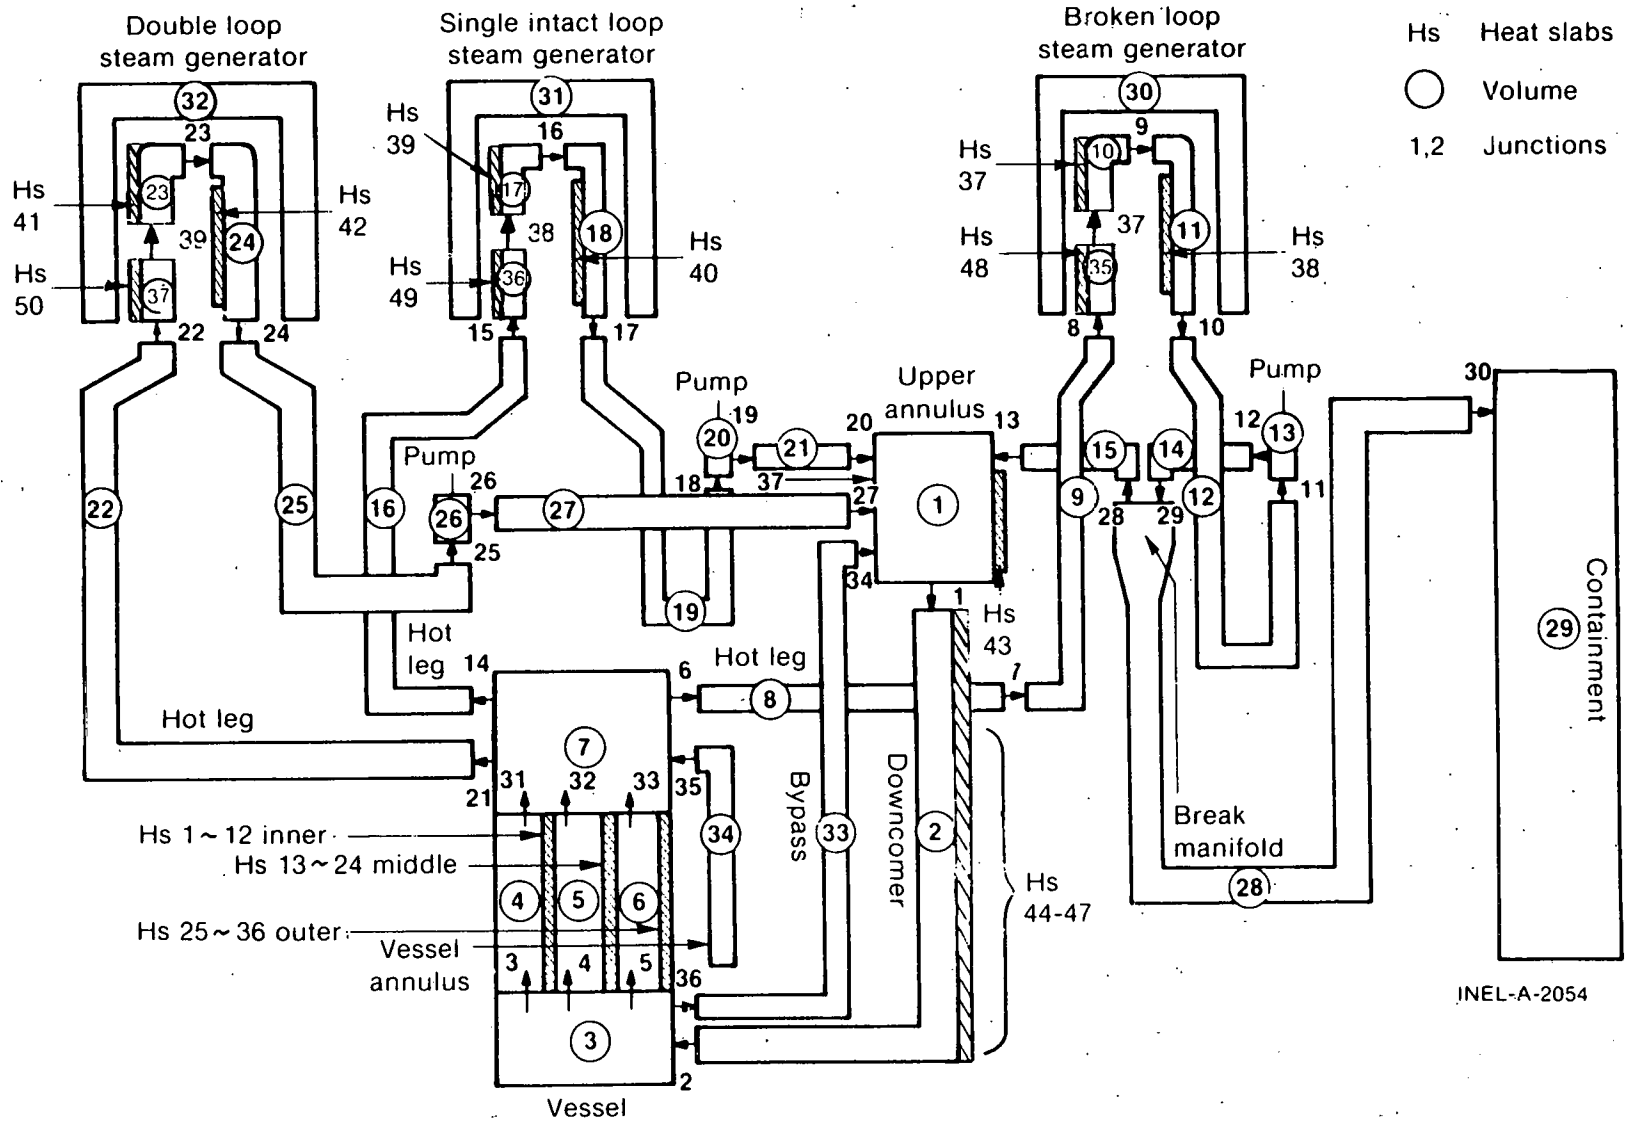 Double loop
steam generator
Single intact loop
steam generator
Broken loop
steam generator
Hs Heat slabs
Volume
1,2 Junctions
32
31
30
23
16
9
Hs
39
Hs
41
Hs
42
Hs
37
23
17
10
39
24
38
18
37
11
Hs
50
Hs
49
Hs
40
Hs
48
Hs
38
37
36
35
22
24
15
17
8
10
Pump
Upper
annulus
Pump
30
19
20
20
13
12
13
21
15
14
Pump
26
18
37
27
22
25
16
26
27
1
9
28
29
12
11
25
34
19
1
Hs
43
Containment
29
Hot
leg
14
6
Hot leg
7
8
Hot leg
7
21
31
32
33
35
Bypass
Downcomer
Hs 1~12 inner
Hs 13~24 middle
34
33
2
Break
manifold
28
4
5
6
Hs
44-47
Hs 25~36 outer
Vessel
annulus
3
4
5
36
INEL-A-2054
3
2
Vessel